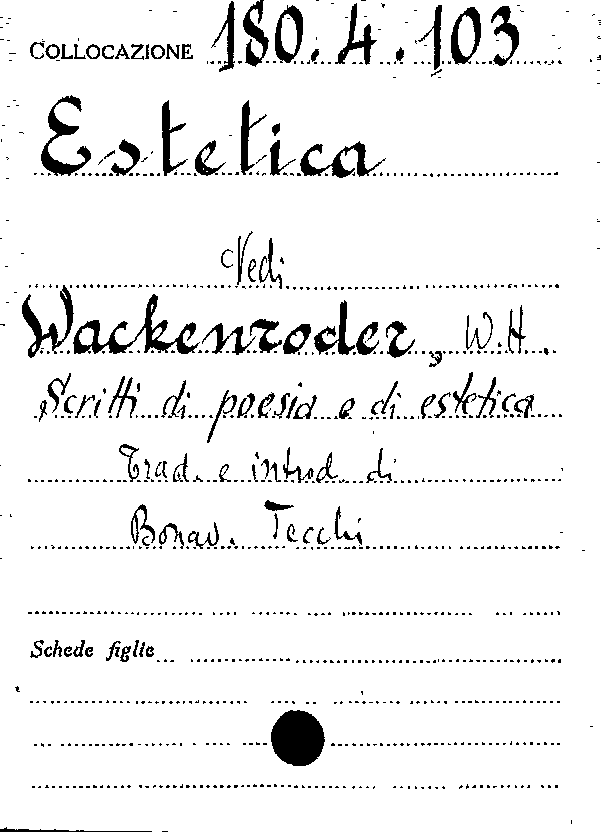 COLLOCAZIONE 180.4.103
Estetica
Vedi
Wackenroder, W.H.
Scritti di poesia e di estetica
Trad. e introd. di
Bonav. Tecchi
Schede figlie